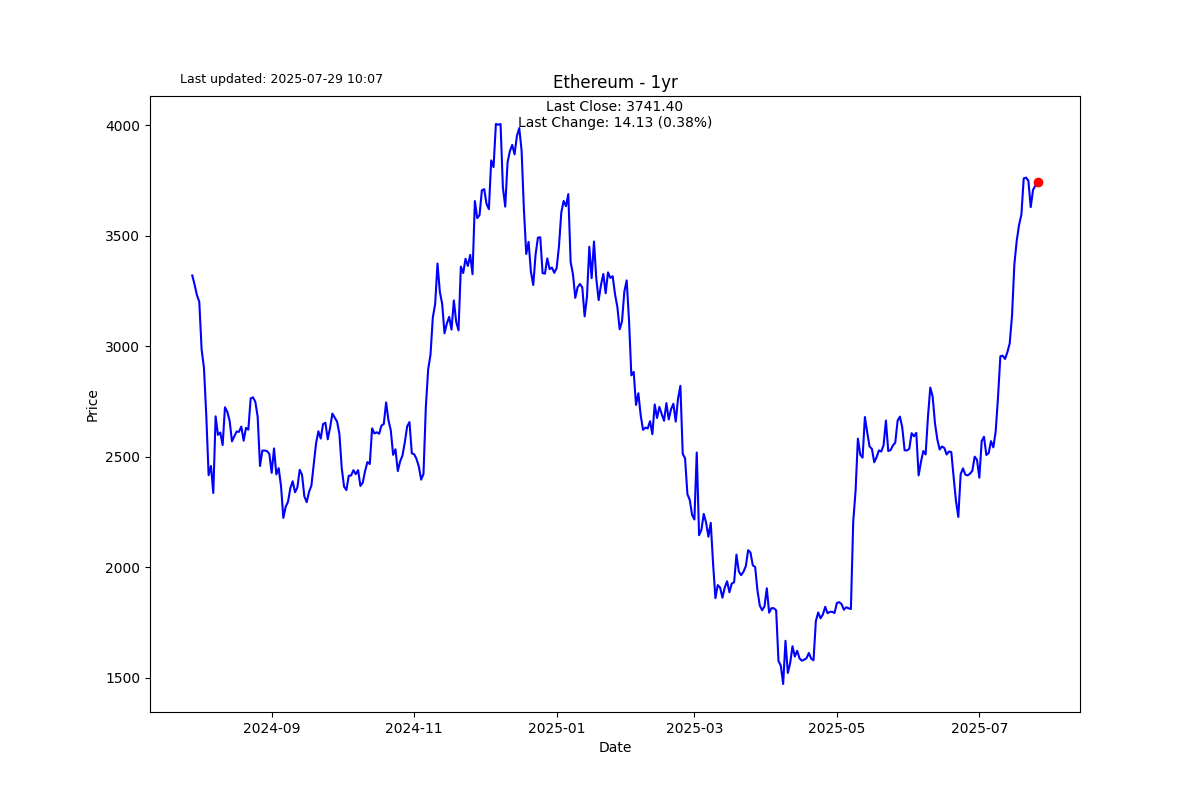 Last updated: 2025-07-29 10:07
Ethereum - 1yr
Last Close: 3741.40
Last Change: 14.13 (0.38%)
Price
4000
3500
3000
2500
2000
1500
2024-09
2024-11
2025-01
2025-03
2025-05
2025-07
Date